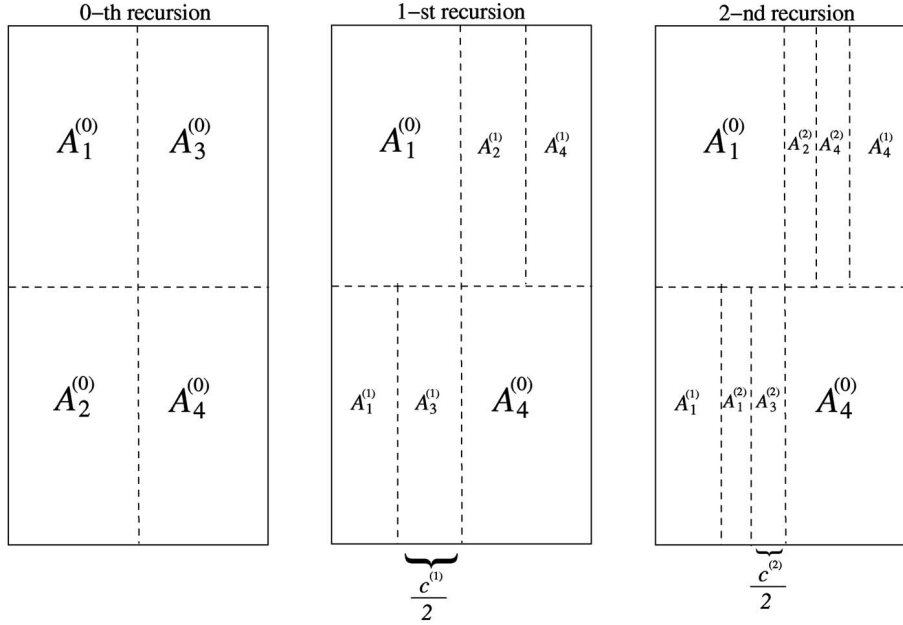 0−th recursion
1−st recursion
2−nd recursion
A_1^{(0)} A_3^{(0)}
A_2^{(0)} A_4^{(0)}
A_1^{(0)} A_2^{(1)} A_4^{(1)}
A_1^{(1)} A_3^{(1)} A_4^{(0)}
c^{(1)}
2
A_1^{(0)} A_2^{(2)} A_4^{(2)} A_4^{(1)}
A_1^{(1)} A_1^{(2)} A_3^{(2)} A_4^{(0)}
c^{(2)}
2